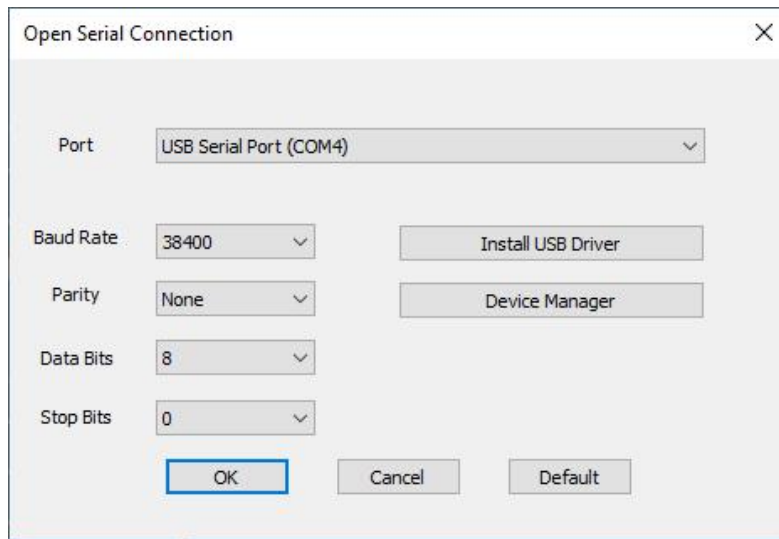 Open Serial Connection
Port USB Serial Port (COM4)
Baud Rate 38400 Install USB Driver
Parity None Device Manager
Data Bits 8
Stop Bits 0
OK Cancel Default